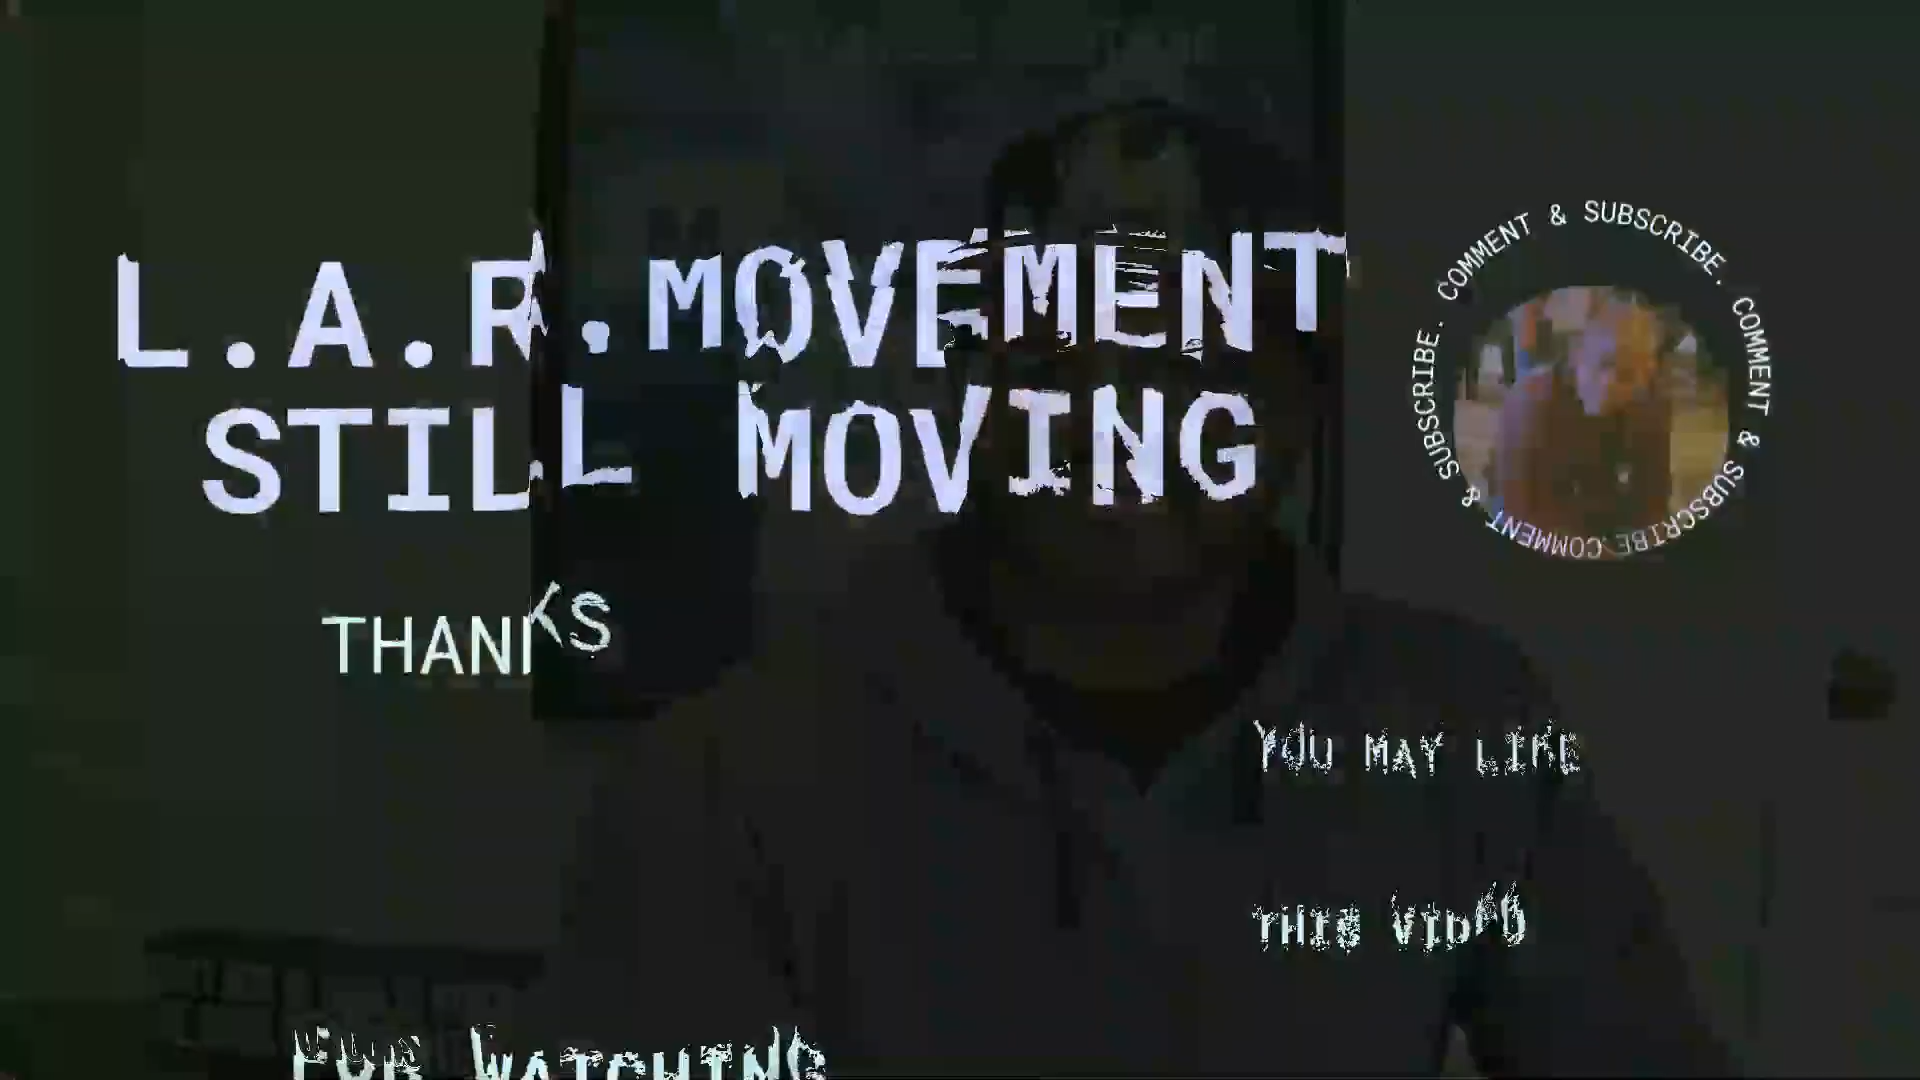 L.A.R.MOVEMENT
STILL MOVING
COMMENT & SUBSCRIBE. COMMENT & SUBSCRIBE.COMMENT & SUBSCRIBE.
THANKS
YOU MAY LIKE
THIS VIDEO
FOR WATCHING